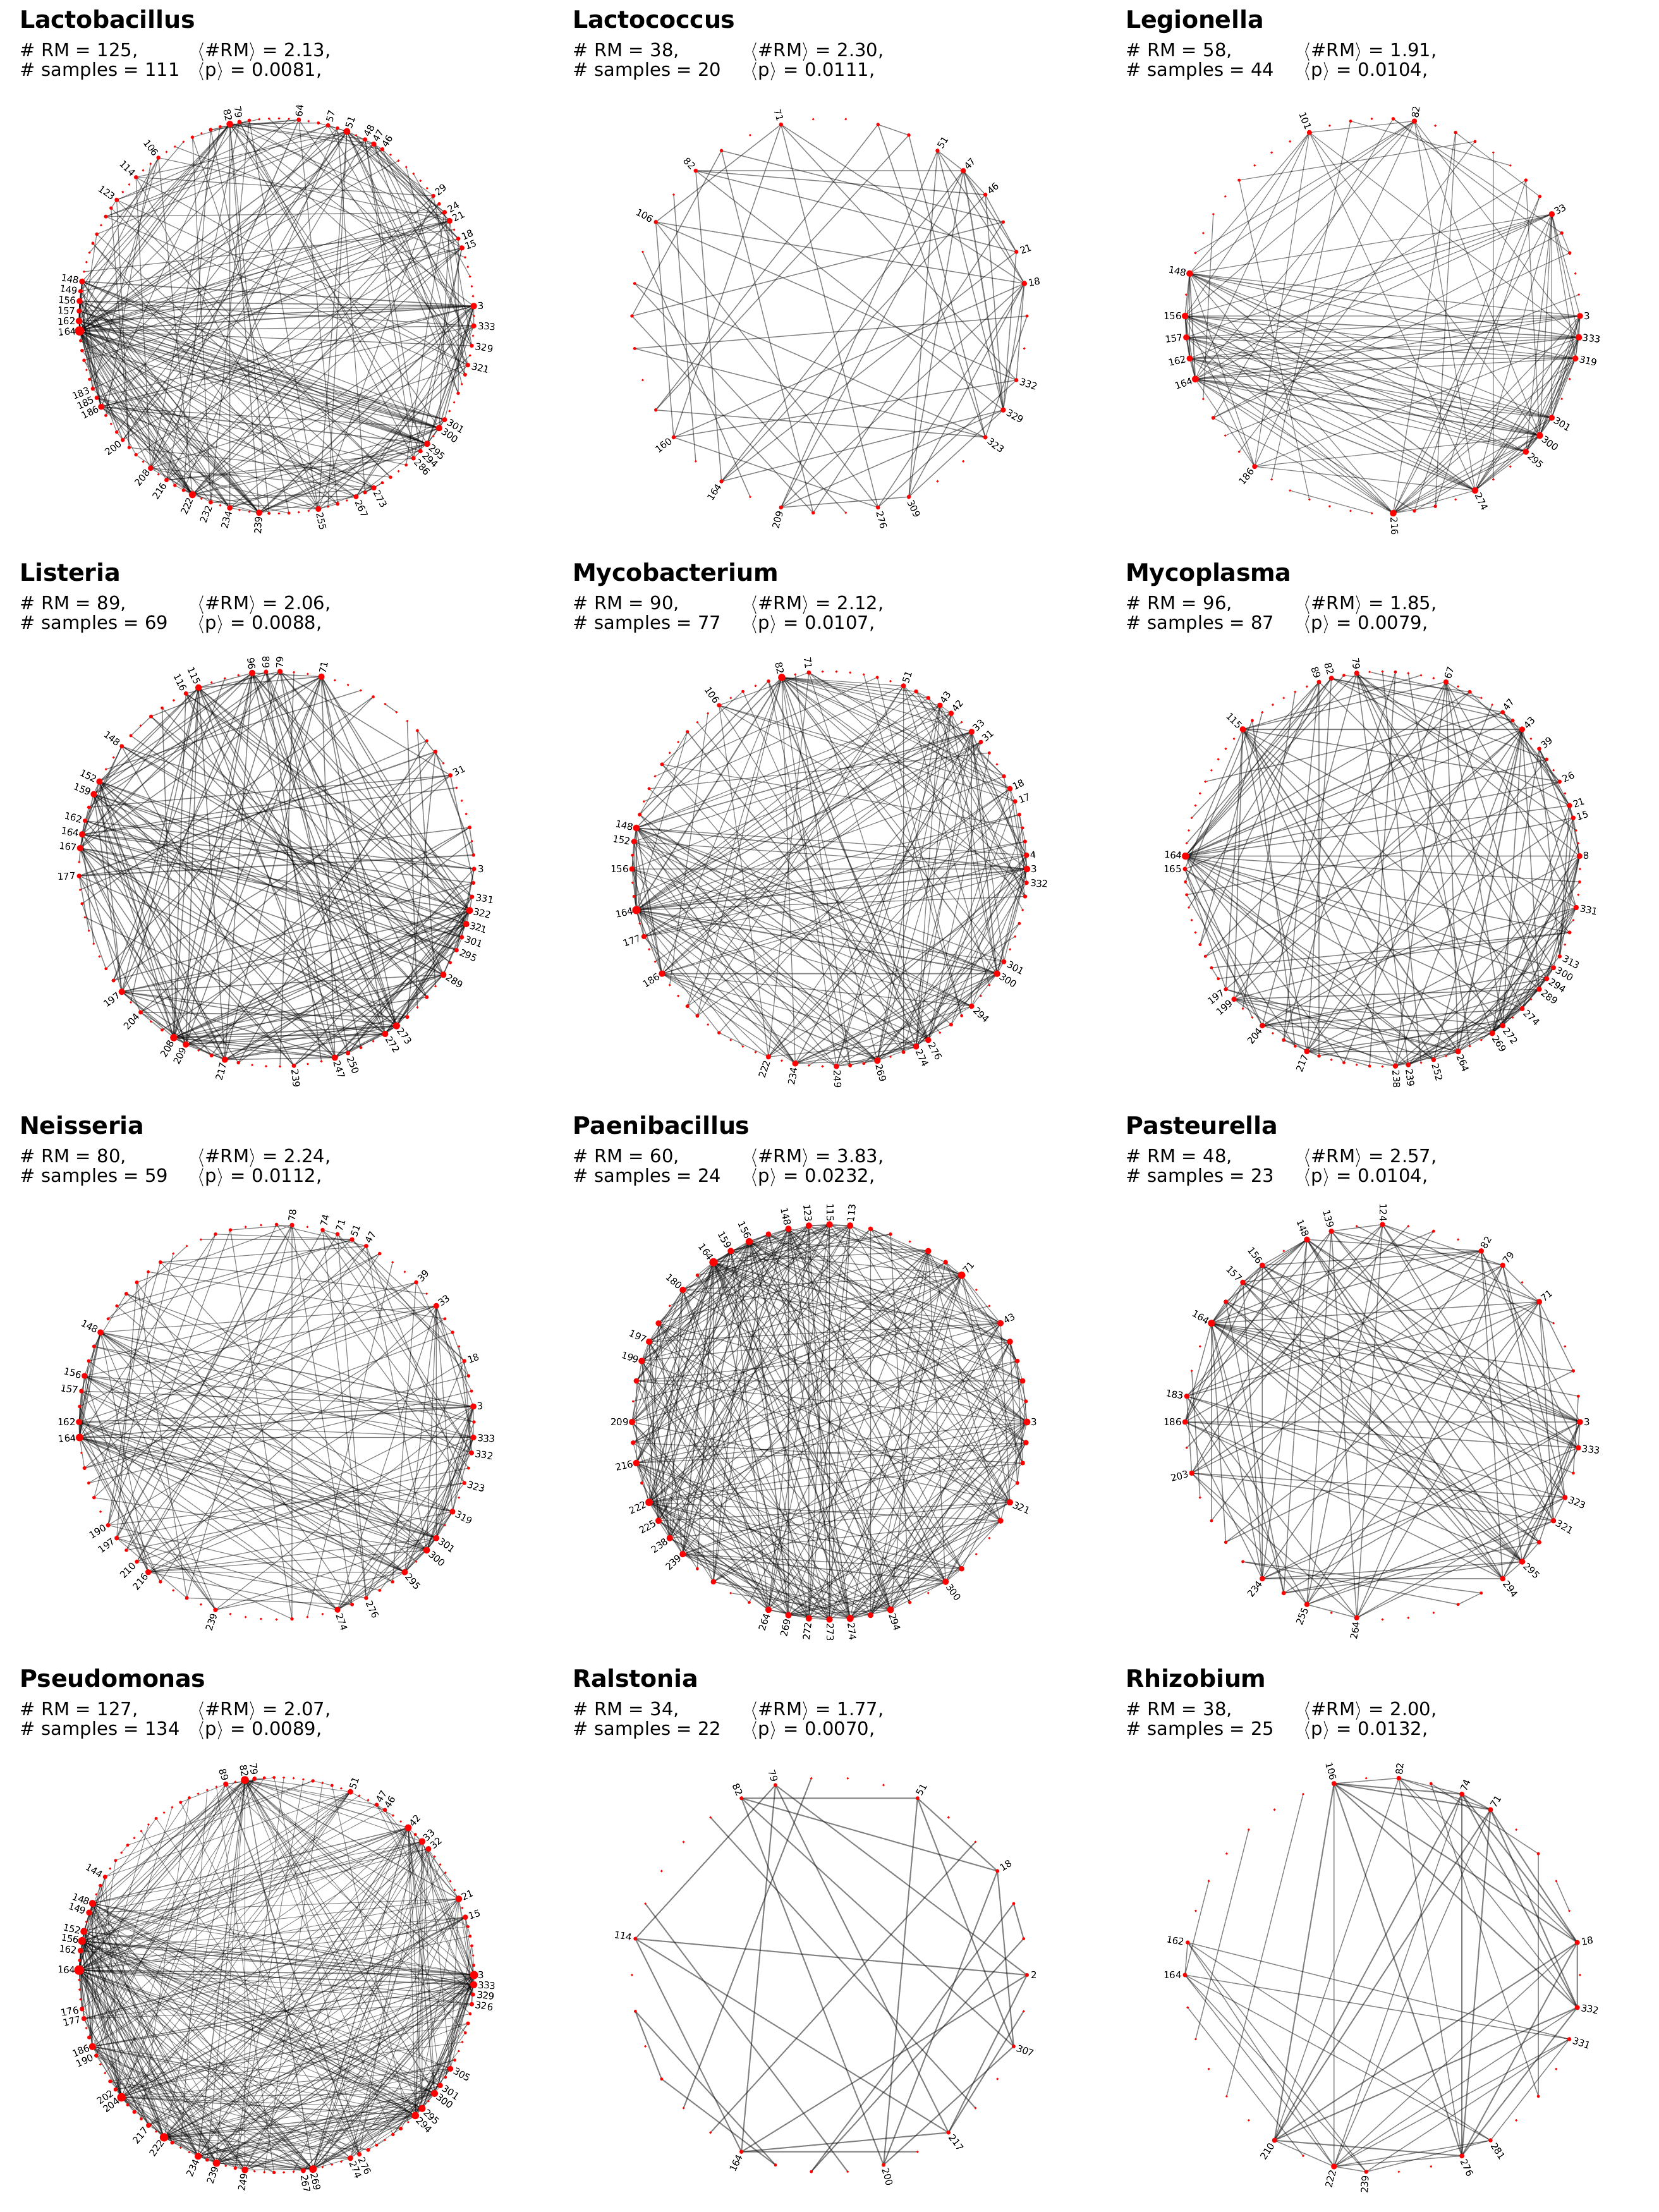 Lactobacillus
# RM = 125, ⟨#RM⟩ = 2.13,
# samples = 111 ⟨p⟩ = 0.0081,
82 79 64 57 51 48 47 46
106 114 123
29 24 21 18 15
148 149 156 157 162 164
3 333 329 321
183 185 186 200 208 216 222 232 234 239 255 267 273 286 294 295 300 301
Lactococcus
# RM = 38, ⟨#RM⟩ = 2.30,
# samples = 20 ⟨p⟩ = 0.0111,
71 51 47 46
82 106
21 18
332 329 323
160 164 209 276 309
Legionella
# RM = 58, ⟨#RM⟩ = 1.91,
# samples = 44 ⟨p⟩ = 0.0104,
101 82
33
148 156 157 162 164
3 333 319
301 300 295
186 216 274
Listeria
# RM = 89, ⟨#RM⟩ = 2.06,
# samples = 69 ⟨p⟩ = 0.0088,
116 115 96 89 79 71
148 152 159 162 164 167 177
31
3 331 322 321 301 295 289
197 204 208 209 217 239 247 250 272 273
Mycobacterium
# RM = 90, ⟨#RM⟩ = 2.12,
# samples = 77 ⟨p⟩ = 0.0107,
106 82 71 51 43 42 33 31
18 17 4 3 332
148 152 156 164 177 186
301 300 294
222 234 249 269 274 276
Mycoplasma
# RM = 96, ⟨#RM⟩ = 1.85,
# samples = 87 ⟨p⟩ = 0.0079,
115 89 82 79 67 47 43 39 26 21 15 8
164 165
331 313 300 294 289 274 272 269
197 199 204 217 238 239 252 264
Neisseria
# RM = 80, ⟨#RM⟩ = 2.24,
# samples = 59 ⟨p⟩ = 0.0112,
78 74 71 51 47 39 33 18
148 156 157 162 164
3 333 332 323 319 301 300 295
190 197 210 216 239 274 276
Paenibacillus
# RM = 60, ⟨#RM⟩ = 3.83,
# samples = 24 ⟨p⟩ = 0.0232,
180 164 159 156 148 123 115 113 71 43
197 199 209 216 222 225 238 239
3 321 300
264 269 272 273 274 294
Pasteurella
# RM = 48, ⟨#RM⟩ = 2.57,
# samples = 23 ⟨p⟩ = 0.0104,
164 157 156 148 139 124 82 79 71
183 186 203
3 333 323 321 295 294
234 255 264
Pseudomonas
# RM = 127, ⟨#RM⟩ = 2.07,
# samples = 134 ⟨p⟩ = 0.0089,
89 82 79 51 47 46 42 33 32 21 15
144 148 149 152 156 162 164 176 177 186 190 202 204
3 333 329 326 305 301 300 295 294
217 222 234 239 249 267 269 274 276
Ralstonia
# RM = 34, ⟨#RM⟩ = 1.77,
# samples = 22 ⟨p⟩ = 0.0070,
82 79 51 18
114 2 307
164 200 217
Rhizobium
# RM = 38, ⟨#RM⟩ = 2.00,
# samples = 25 ⟨p⟩ = 0.0132,
106 82 74 71
162 164
18 332 331
210 222 239 276 281